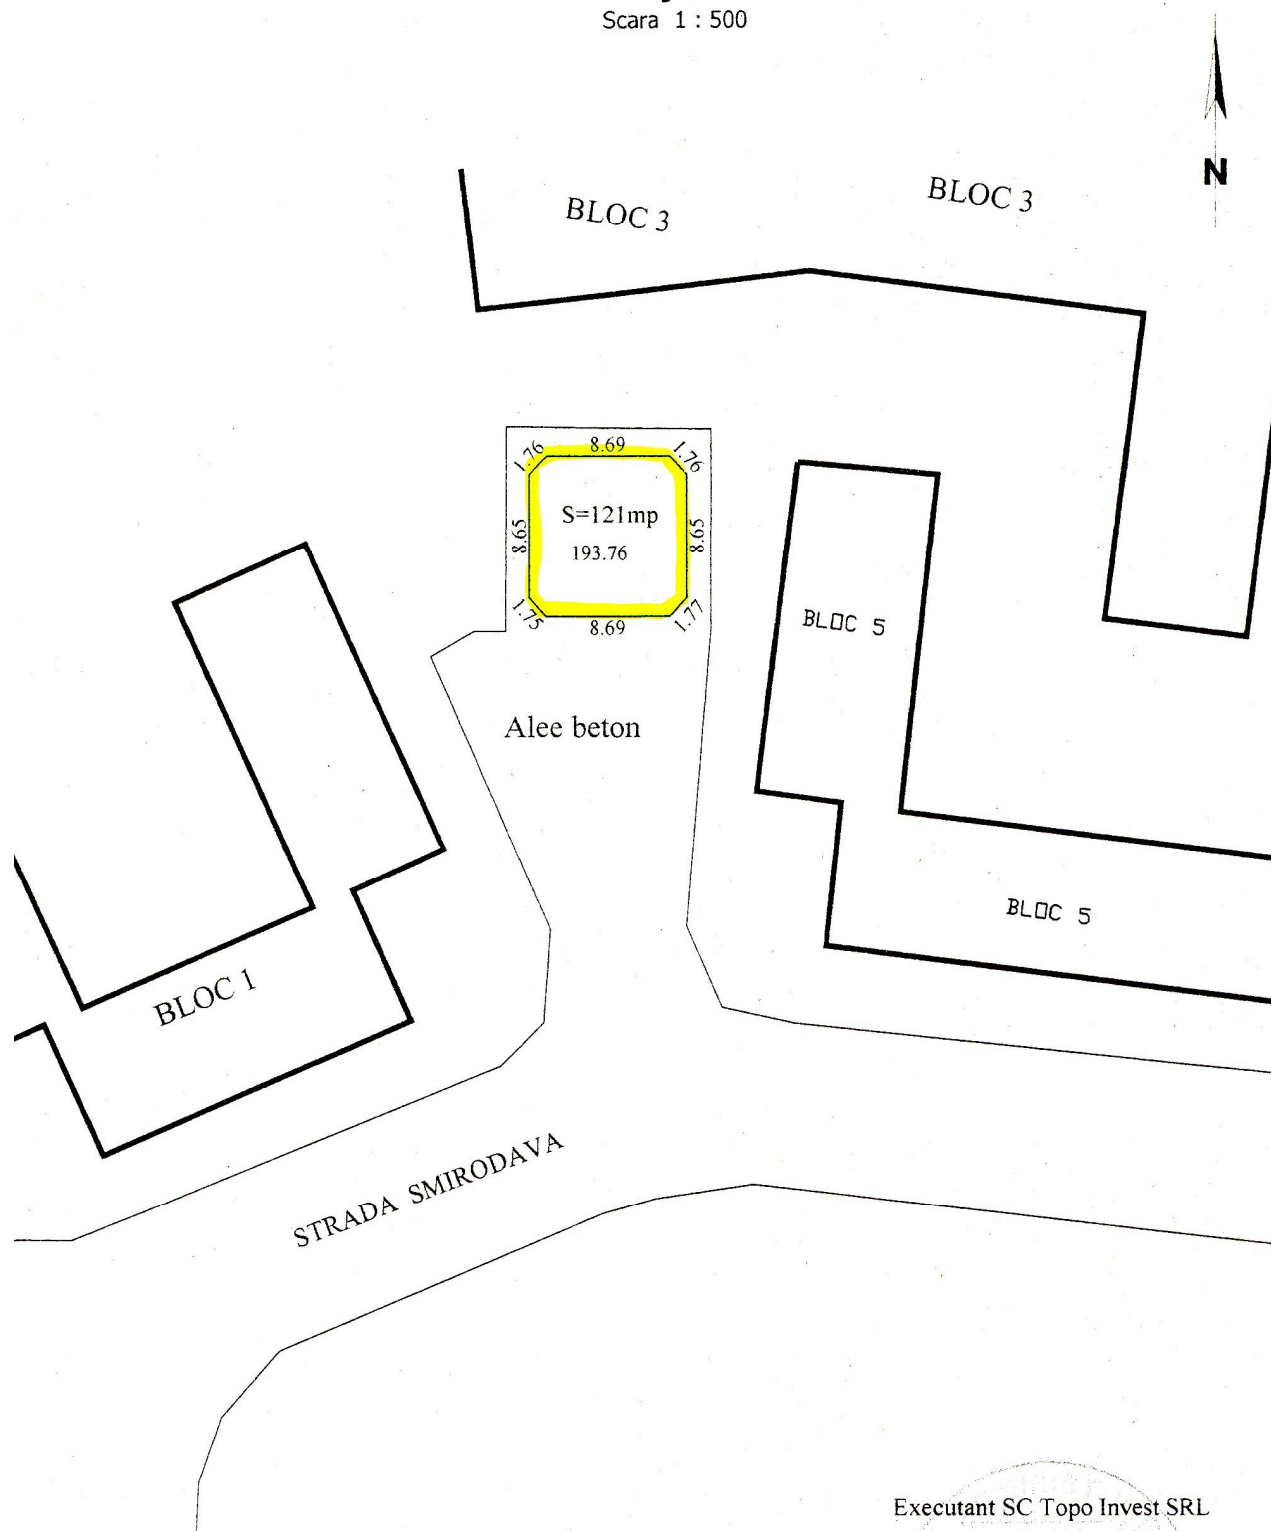 Scara 1 : 500
N
BLOC 3
BLOC 3
1.76
8.69
1.76
8.65
S=121mp
193.76
8.65
1.75
8.69
1.77
BLOC 5
Alee beton
BLOC 5
BLOC 1
STRADA SMIRODAVA
Executant SC Topo Invest SRL